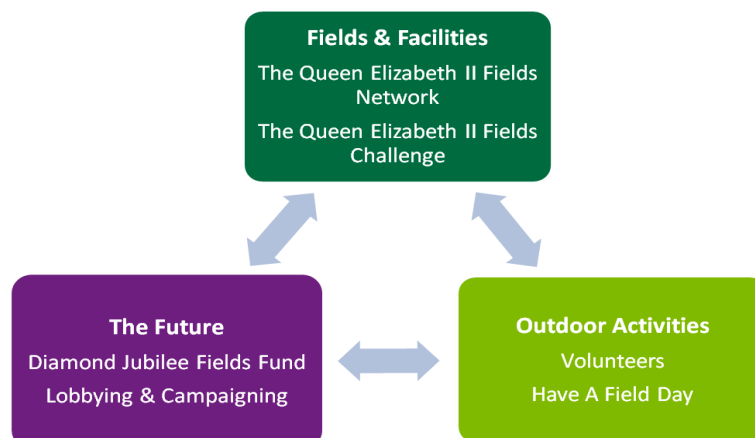 Fields & Facilities
The Queen Elizabeth II Fields
Network
The Queen Elizabeth II Fields
Challenge
The Future
Diamond Jubilee Fields Fund
Lobbying & Campaigning
Outdoor Activities
Volunteers
Have A Field Day